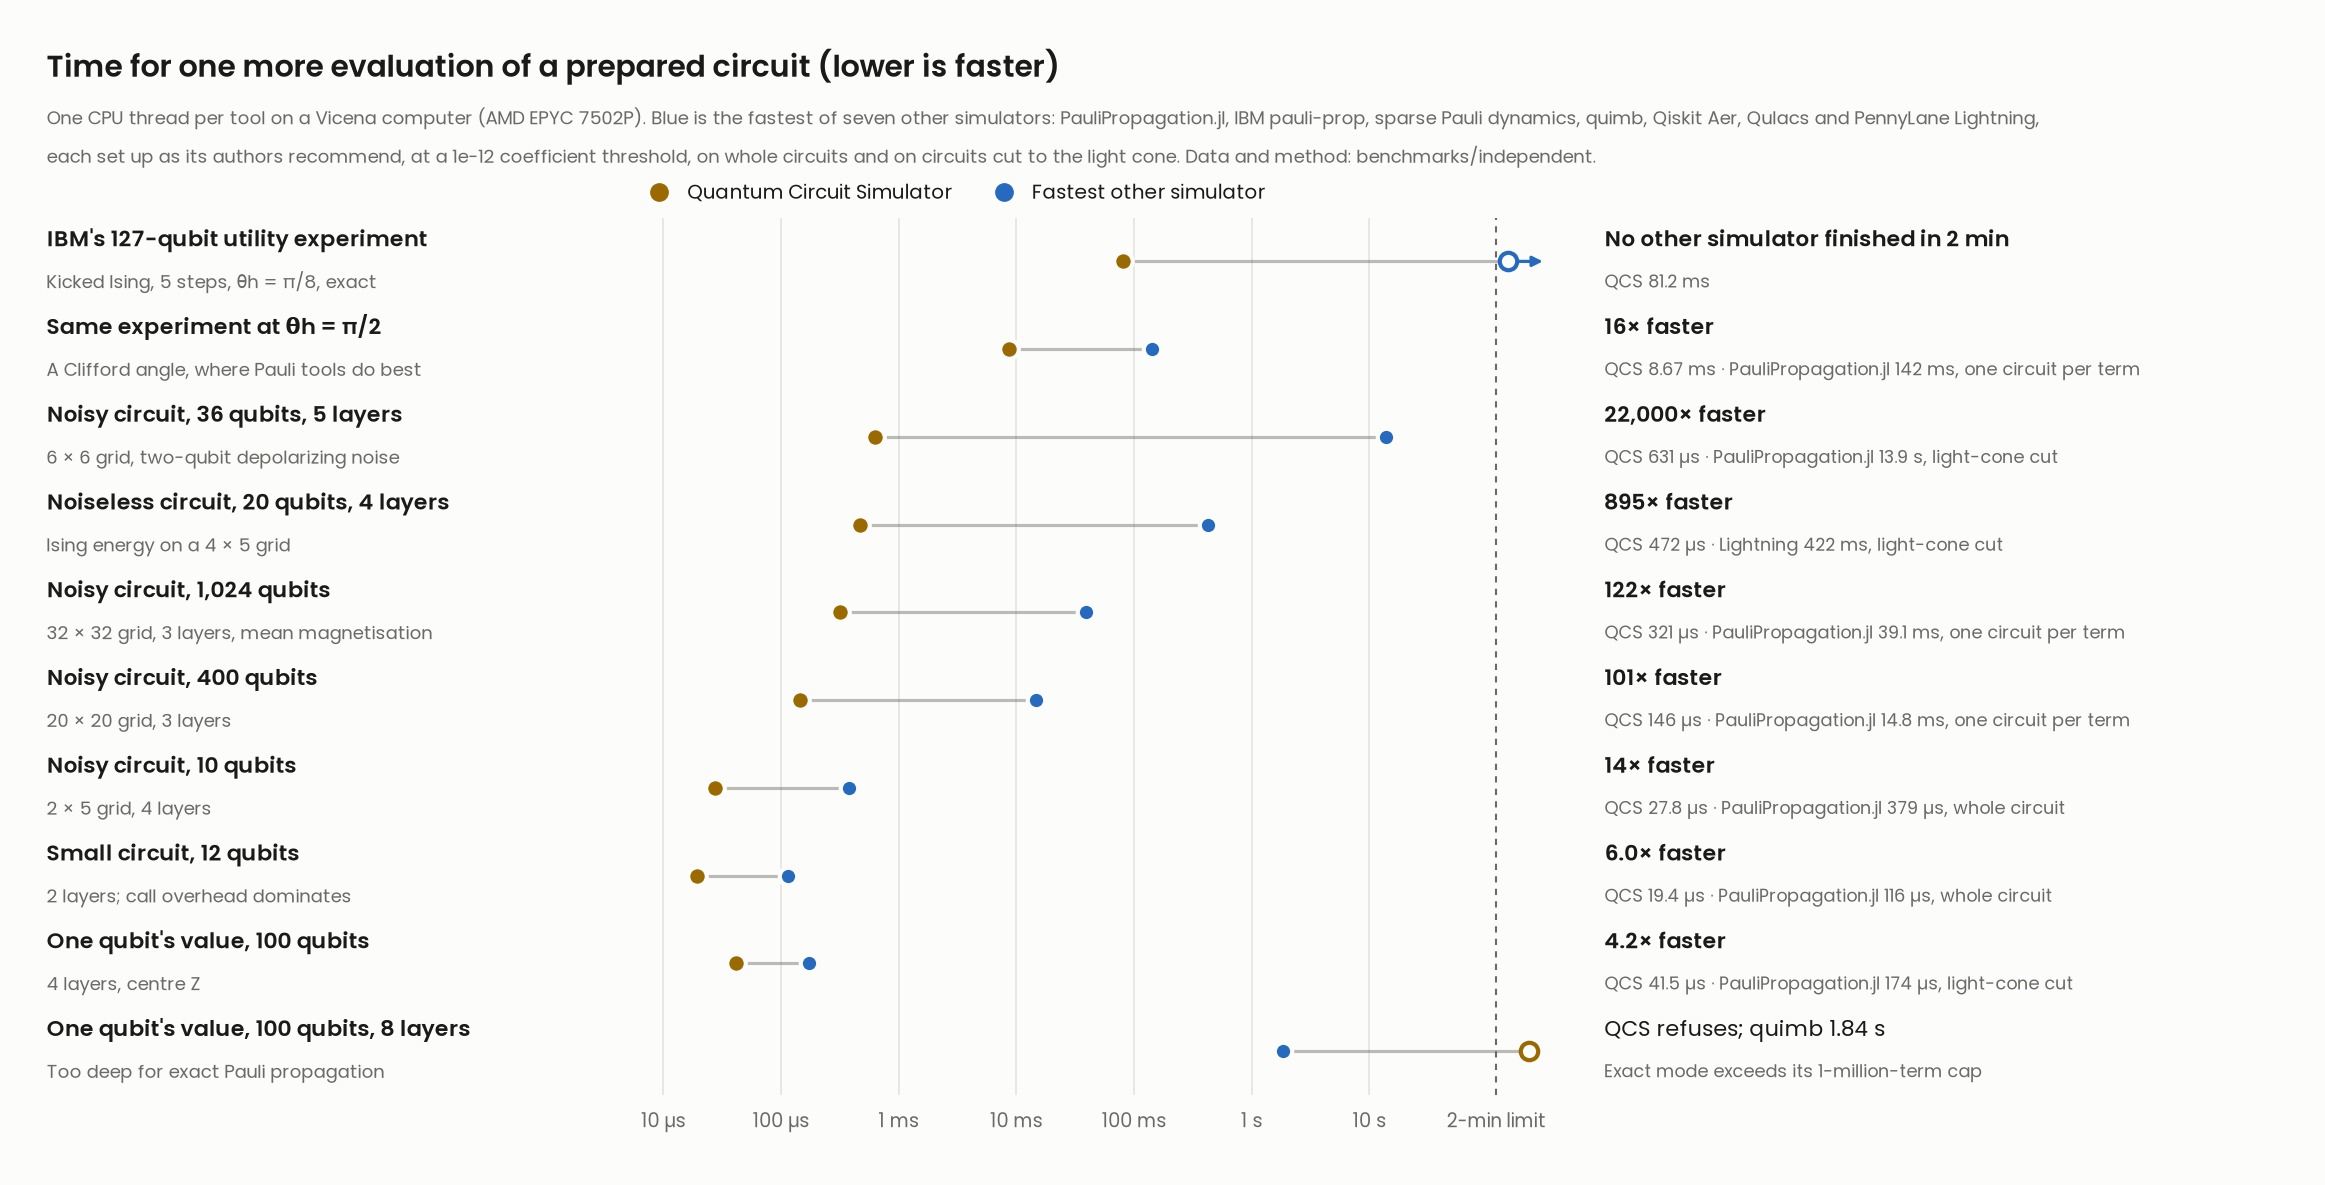 Time for one more evaluation of a prepared circuit (lower is faster)
One CPU thread per tool on a Vicena computer (AMD EPYC 7502P). Blue is the fastest of seven other simulators: PauliPropagation.jl, IBM pauli-prop, sparse Pauli dynamics, quimb, Qiskit Aer, Qulacs and PennyLane Lightning,
each set up as its authors recommend, at a 1e-12 coefficient threshold, on whole circuits and on circuits cut to the light cone. Data and method: benchmarks/independent.
Quantum Circuit Simulator
Fastest other simulator
IBM's 127-qubit utility experiment
Kicked Ising, 5 steps, θh = π/8, exact
No other simulator finished in 2 min
QCS 81.2 ms
Same experiment at θh = π/2
A Clifford angle, where Pauli tools do best
16× faster
QCS 8.67 ms · PauliPropagation.jl 142 ms, one circuit per term
Noisy circuit, 36 qubits, 5 layers
6 × 6 grid, two-qubit depolarizing noise
22,000× faster
QCS 631 µs · PauliPropagation.jl 13.9 s, light-cone cut
Noiseless circuit, 20 qubits, 4 layers
Ising energy on a 4 × 5 grid
895× faster
QCS 472 µs · Lightning 422 ms, light-cone cut
Noisy circuit, 1,024 qubits
32 × 32 grid, 3 layers, mean magnetisation
122× faster
QCS 321 µs · PauliPropagation.jl 39.1 ms, one circuit per term
Noisy circuit, 400 qubits
20 × 20 grid, 3 layers
101× faster
QCS 146 µs · PauliPropagation.jl 14.8 ms, one circuit per term
Noisy circuit, 10 qubits
2 × 5 grid, 4 layers
14× faster
QCS 27.8 µs · PauliPropagation.jl 379 µs, whole circuit
Small circuit, 12 qubits
2 layers; call overhead dominates
6.0× faster
QCS 19.4 µs · PauliPropagation.jl 116 µs, whole circuit
One qubit's value, 100 qubits
4 layers, centre Z
4.2× faster
QCS 41.5 µs · PauliPropagation.jl 174 µs, light-cone cut
One qubit's value, 100 qubits, 8 layers
Too deep for exact Pauli propagation
QCS refuses; quimb 1.84 s
Exact mode exceeds its 1-million-term cap
10 µs
100 µs
1 ms
10 ms
100 ms
1 s
10 s
2-min limit